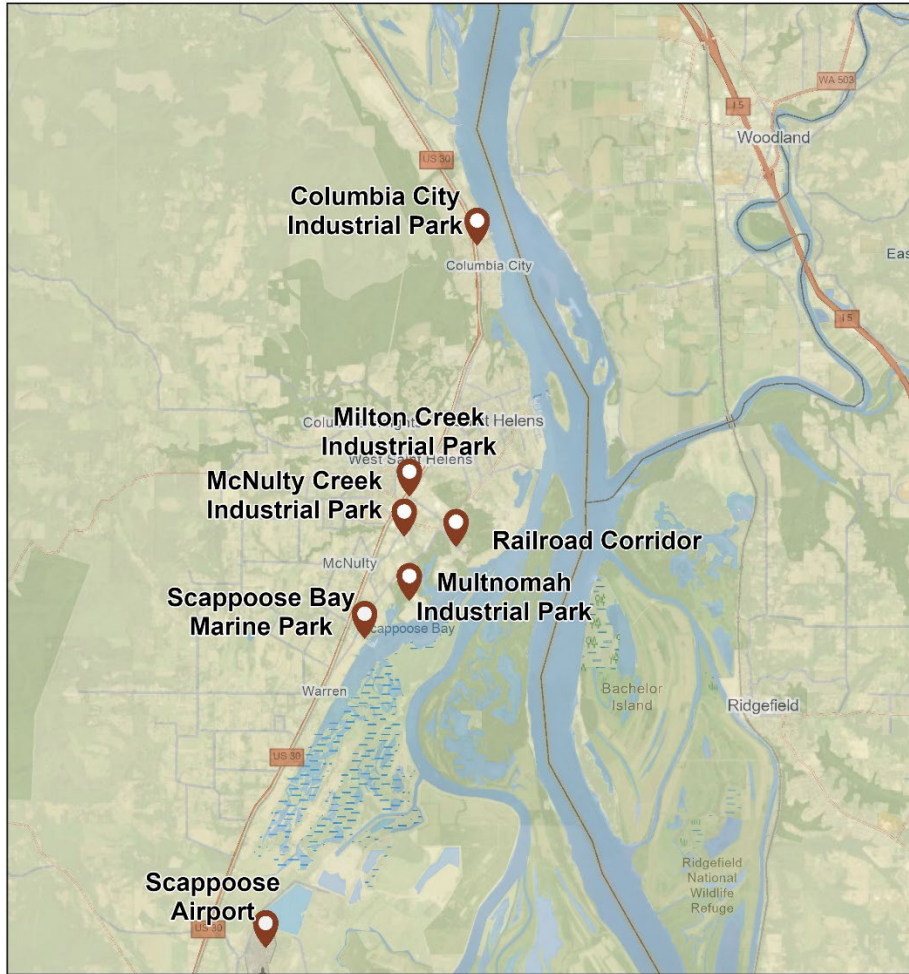 WA 503
I 5
Woodland
US 30
Columbia City
Industrial Park
Columbia City
I 5
Milton Creek
Industrial Park
Helens
West Saint Helens
McNulty Creek
Industrial Park
Railroad Corridor
McNulty
Multnomah
Industrial Park
Scappoose Bay
Marine Park
Scappoose Bay
Bachelor
Island
Warren
Ridgefield
US 30
Ridgefield
National
Wildlife
Refuge
Scappoose
Airport
US 30